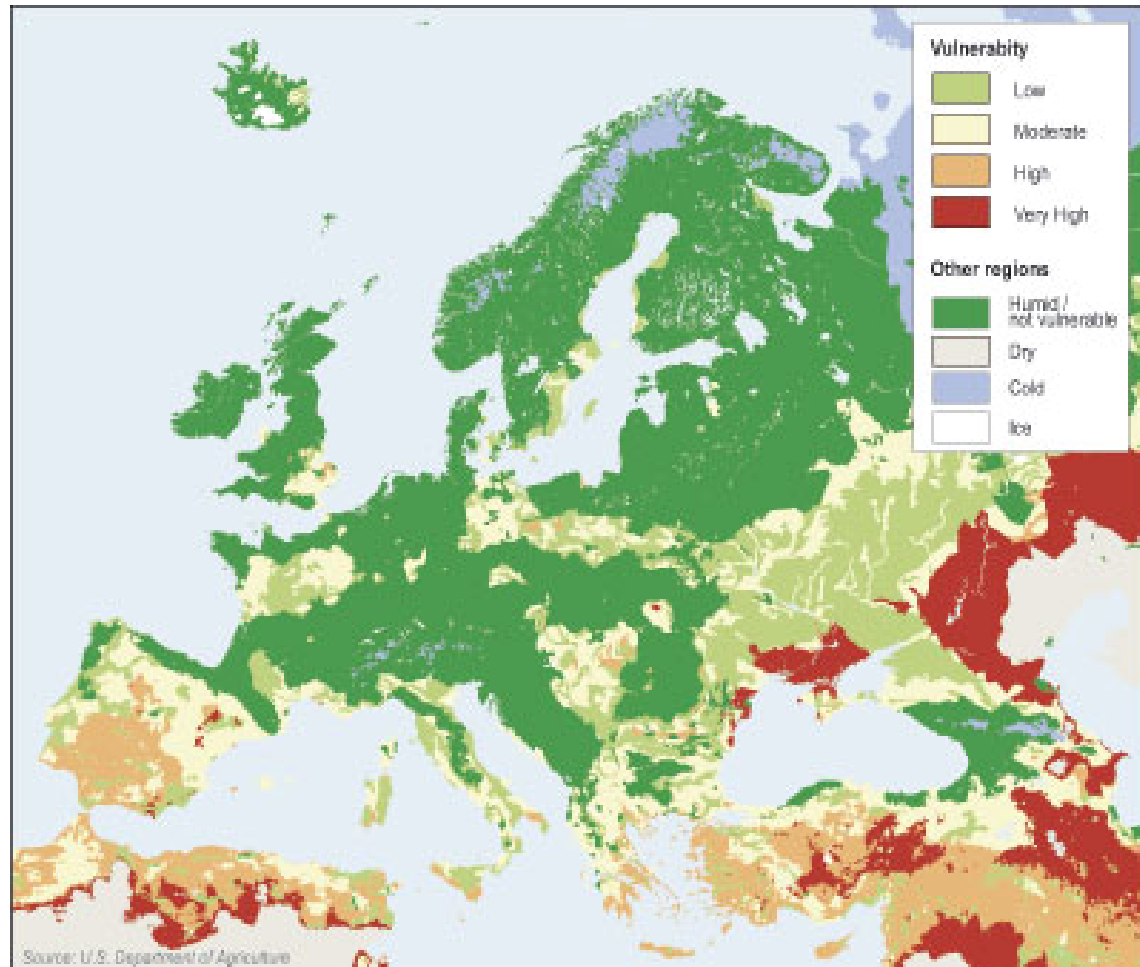 Vulnerabity
Low
Moderate
High
Very High
Other regions
Humid /
not vulnerable
Dry
Cold
Ice
Source: U.S. Department of Agriculture